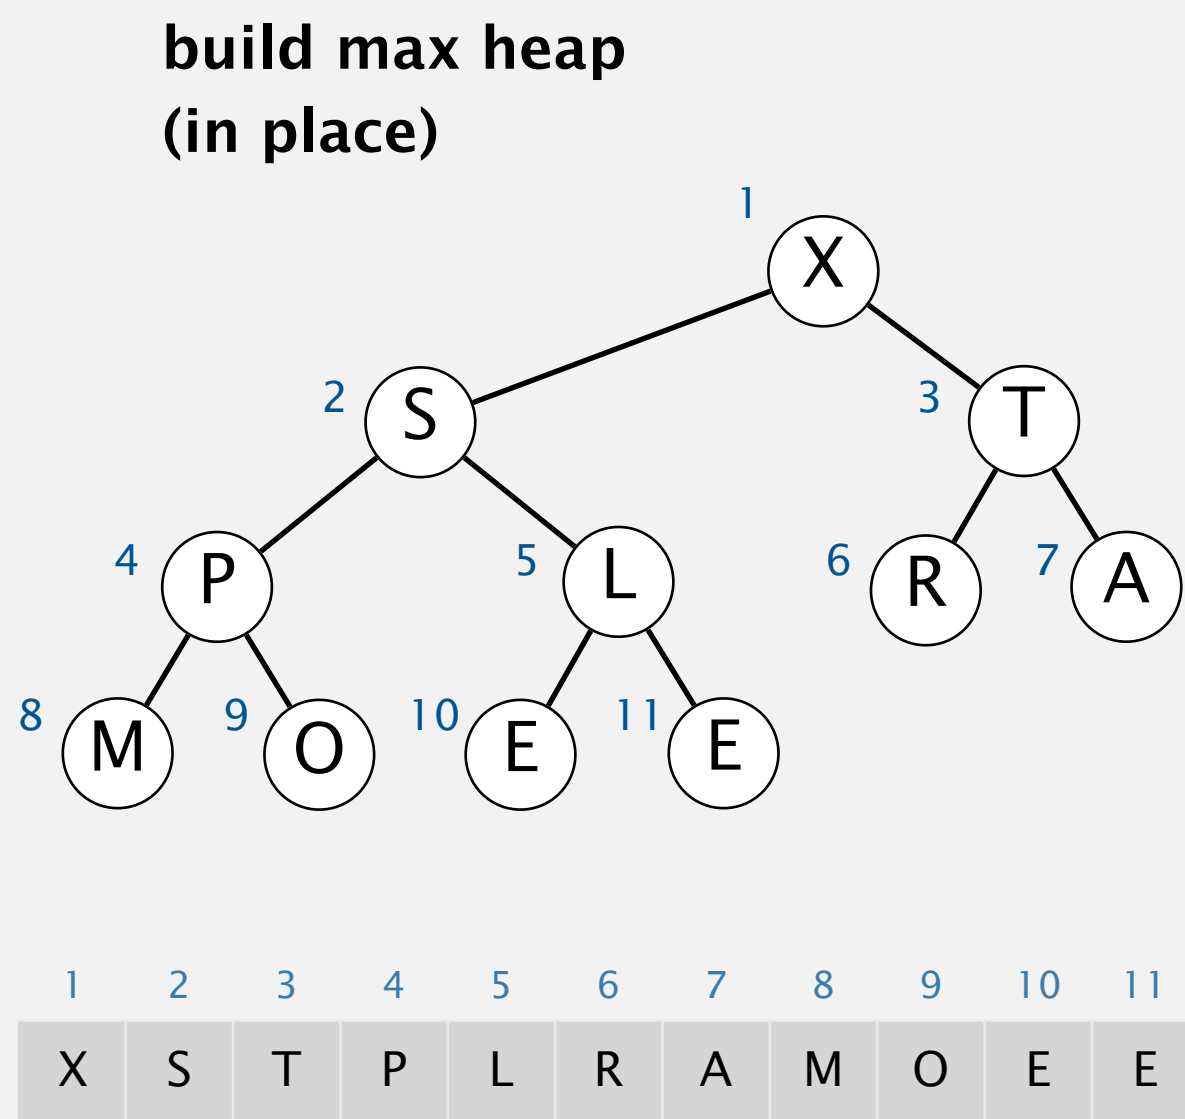 build max heap
(in place)
1
X
2 S 3 T
4 P 5 L 6 R 7 A
8 M 9 O 10 E 11 E
1 2 3 4 5 6 7 8 9 10 11
X S T P L R A M O E E